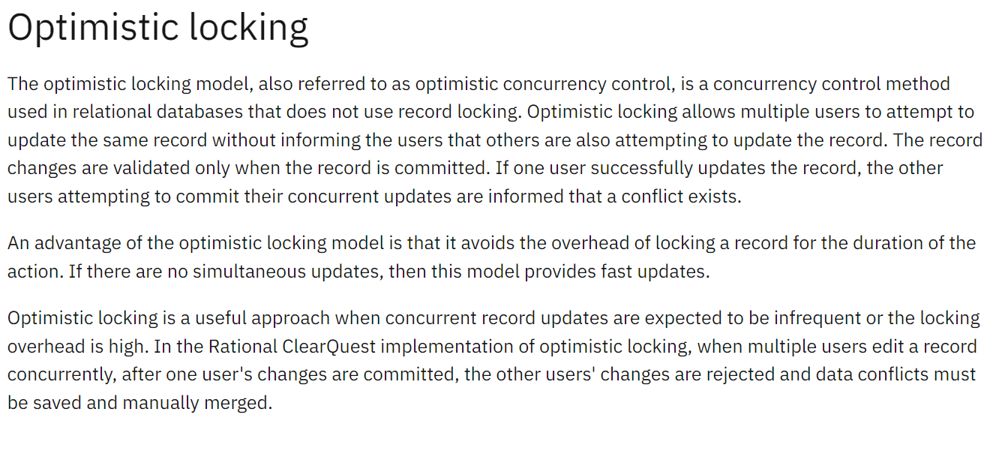 Optimistic locking
The optimistic locking model, also referred to as optimistic concurrency control, is a concurrency control method
used in relational databases that does not use record locking. Optimistic locking allows multiple users to attempt to
update the same record without informing the users that others are also attempting to update the record. The record
changes are validated only when the record is committed. If one user successfully updates the record, the other
users attempting to commit their concurrent updates are informed that a conflict exists.
An advantage of the optimistic locking model is that it avoids the overhead of locking a record for the duration of the
action. If there are no simultaneous updates, then this model provides fast updates.
Optimistic locking is a useful approach when concurrent record updates are expected to be infrequent or the locking
overhead is high. In the Rational ClearQuest implementation of optimistic locking, when multiple users edit a record
concurrently, after one user's changes are committed, the other users' changes are rejected and data conflicts must
be saved and manually merged.